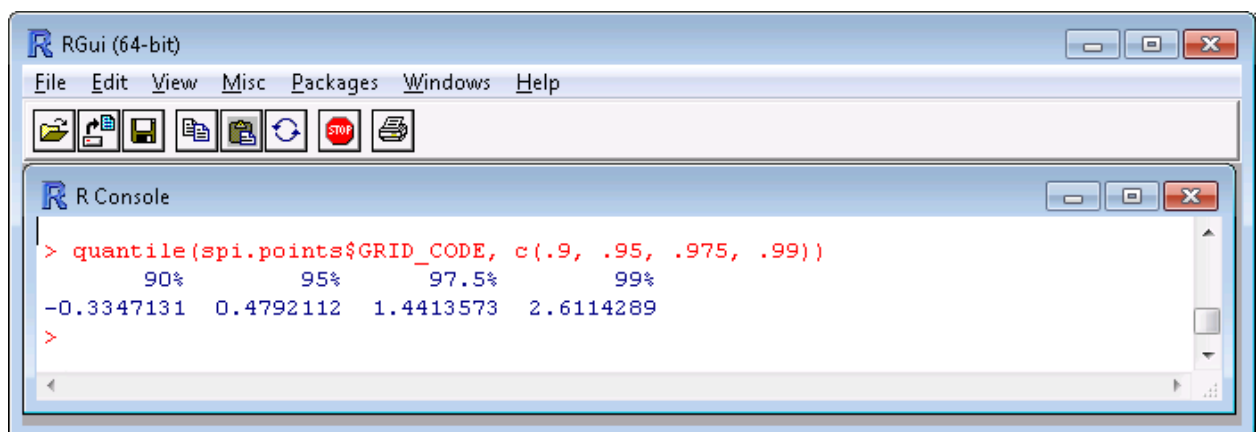 RGui (64-bit)
File Edit View Misc Packages Windows Help
STOP
R Console
> quantile(spi.points$GRID_CODE, c(.9, .95, .975, .99))
90% 95% 97.5% 99%
-0.3347131 0.4792112 1.4413573 2.6114289
>